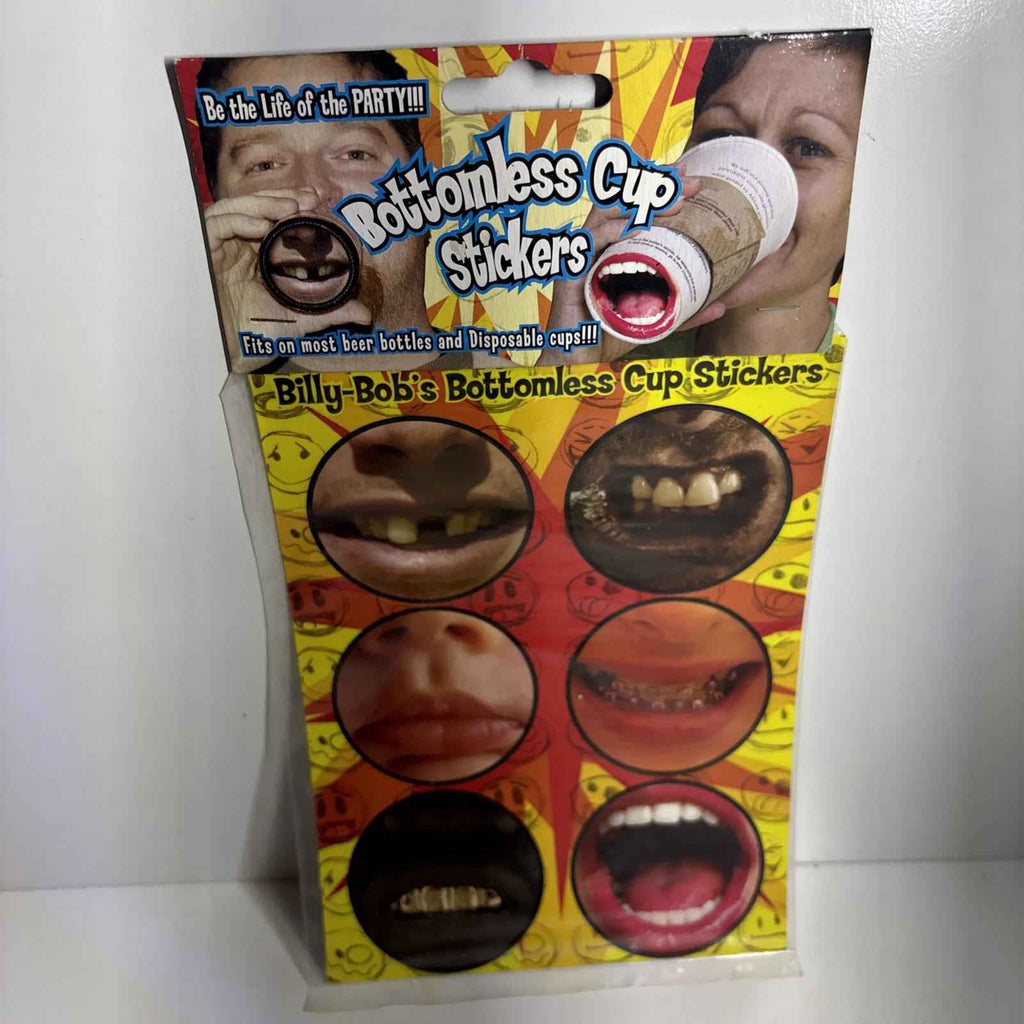 Be the Life of the PARTY!!!
Bottomless Cup
Stickers
Fits on most beer bottles and Disposable cups!!!
Billy-Bob's Bottomless Cup Stickers